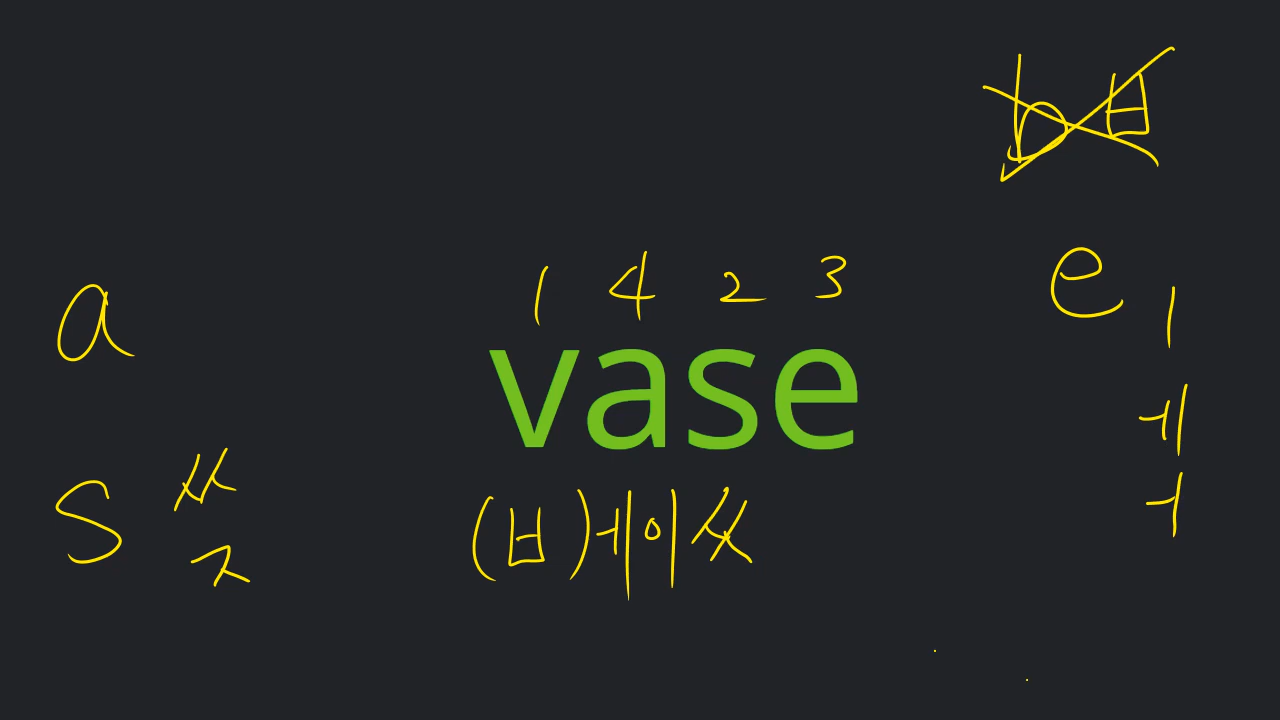 b ㅂ
1 4 2 3
e ㅣ
a
vase
ㅔ
ㅓ
s ㅆ
(ㅂ)ㅔ이ㅆ
ㅈ